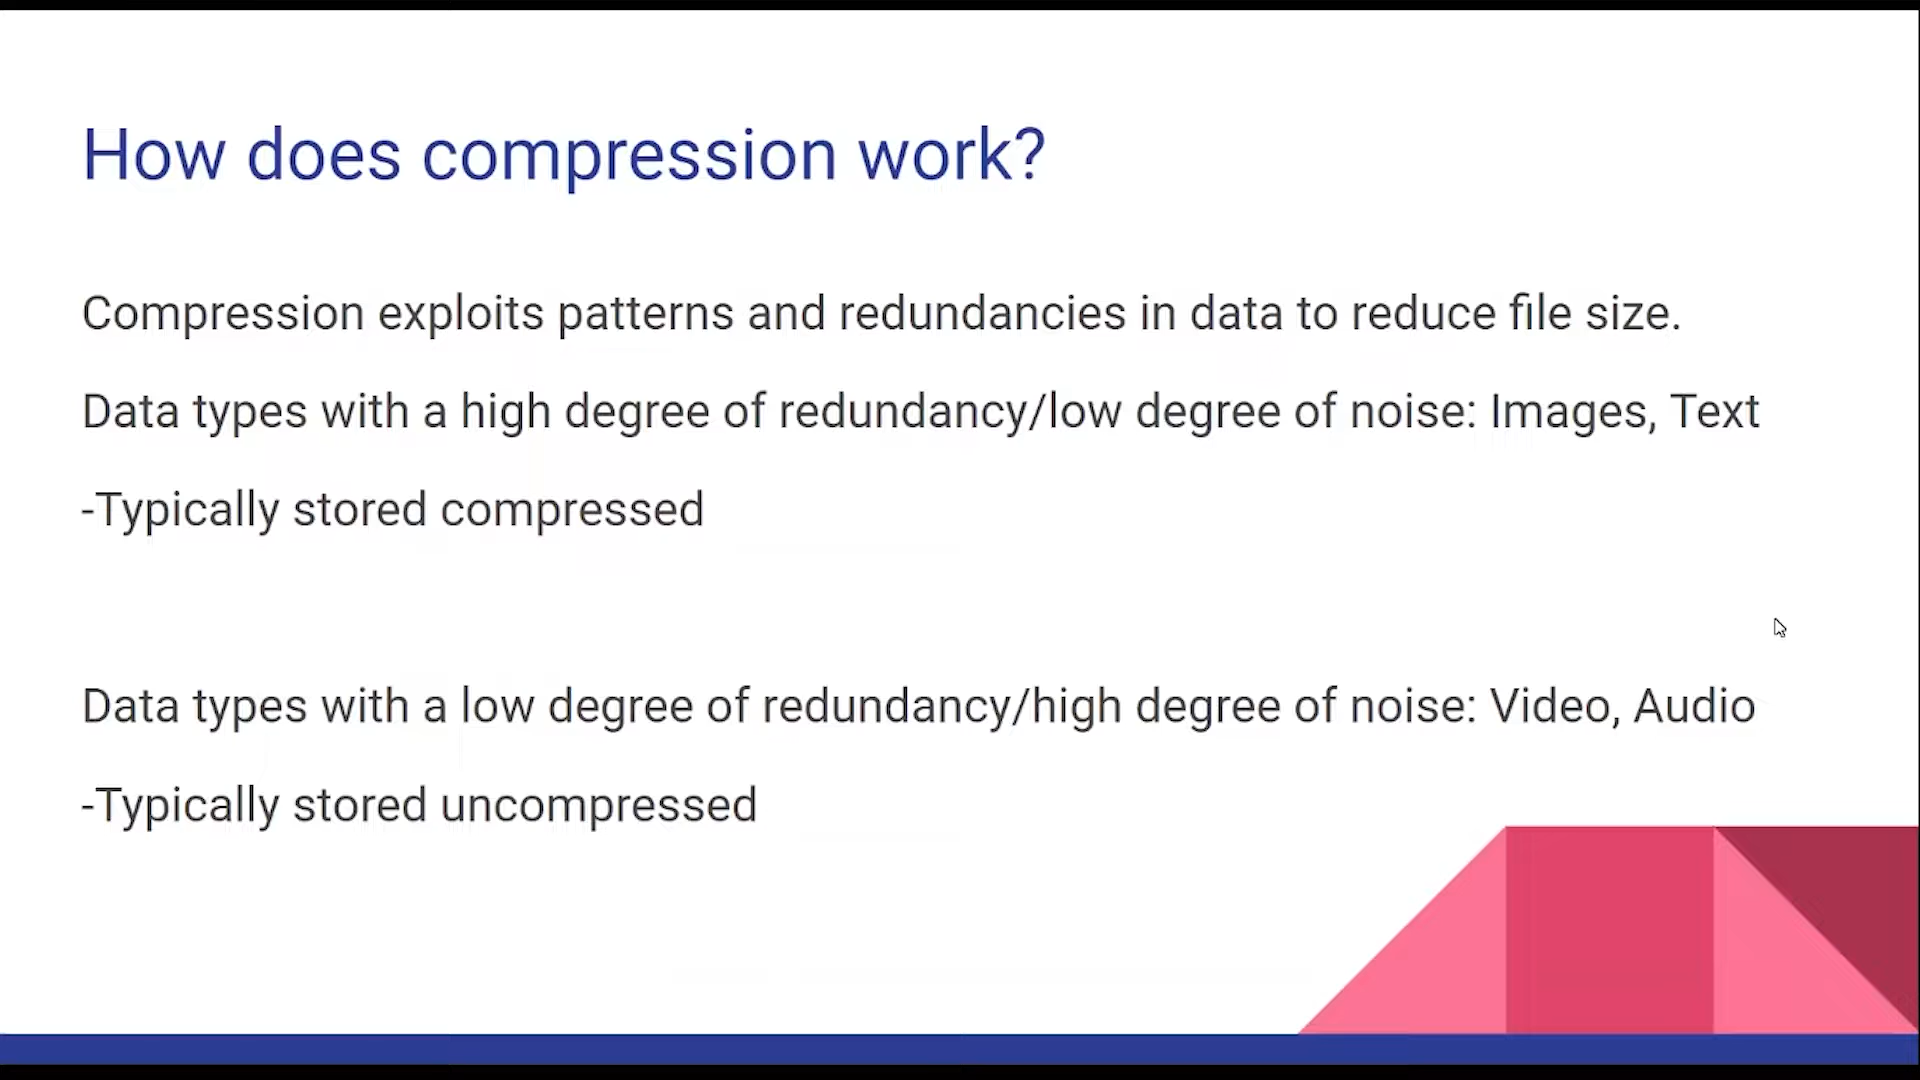 How does compression work?
Compression exploits patterns and redundancies in data to reduce file size.
Data types with a high degree of redundancy/low degree of noise: Images, Text
-Typically stored compressed
Data types with a low degree of redundancy/high degree of noise: Video, Audio
-Typically stored uncompressed